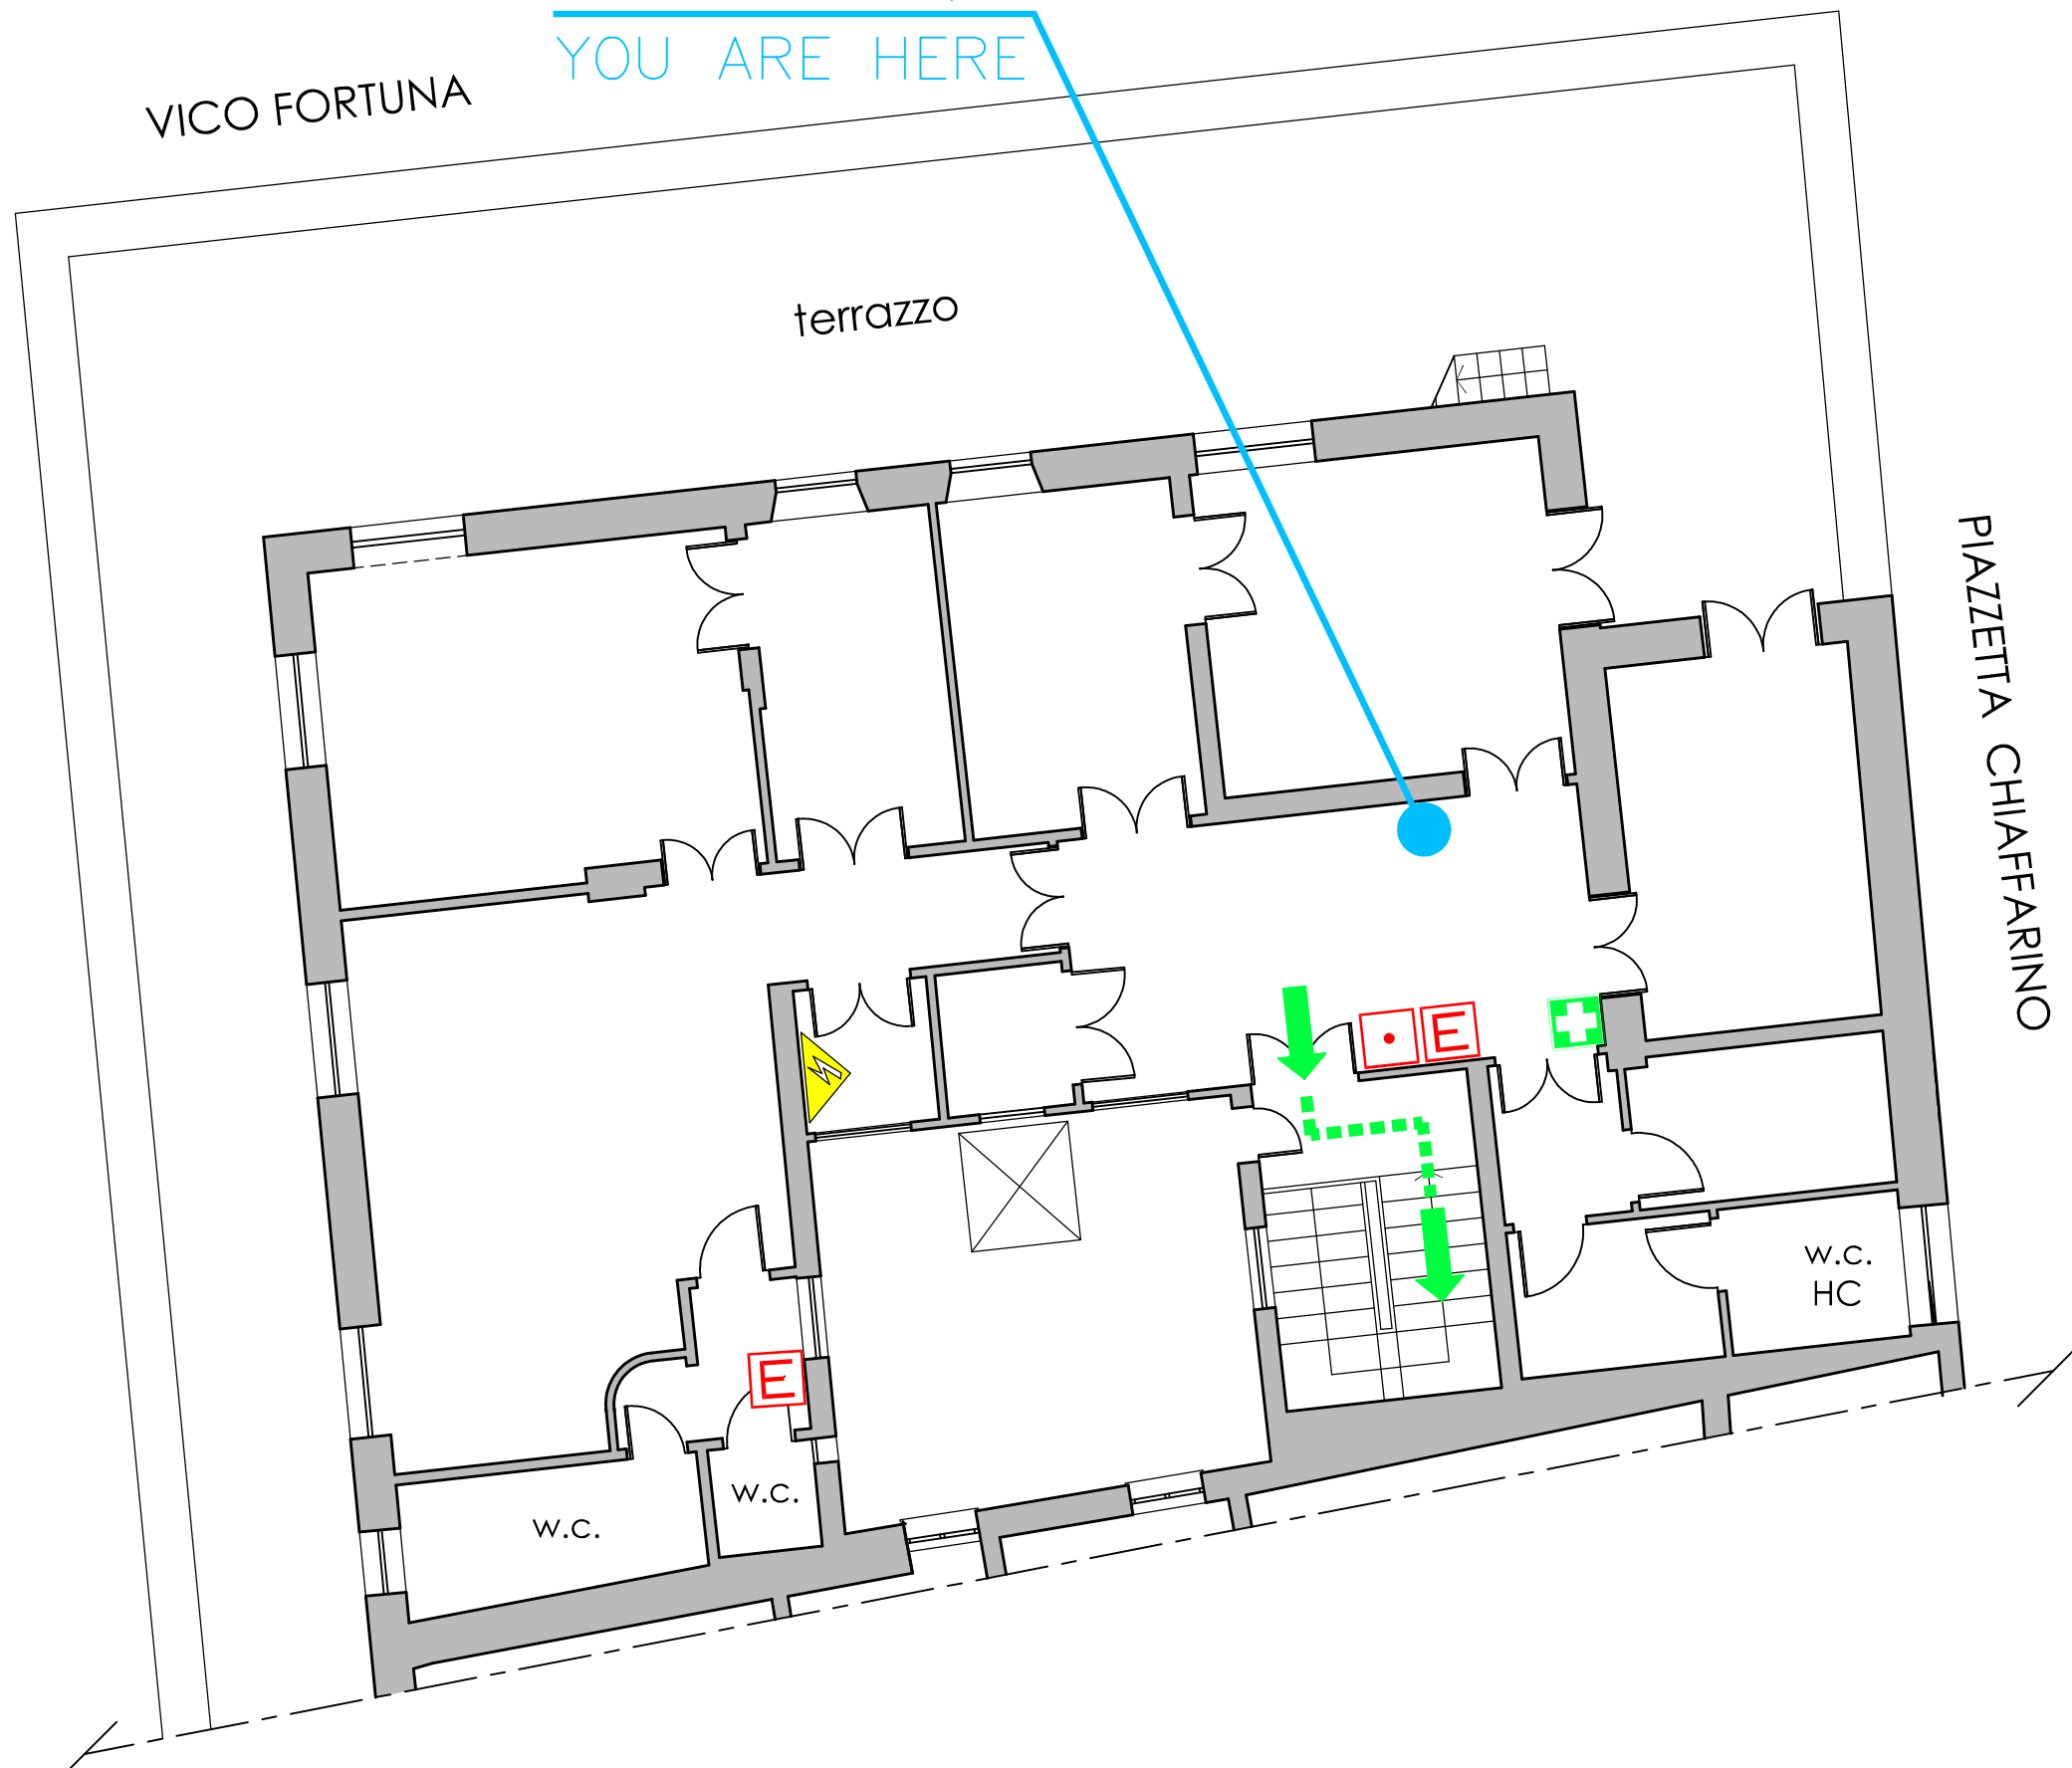 YOU ARE HERE
VICO FORTUNA
terrazzo
PIAZZETTA CHIAFFARINO
E
w.c.
HC
E
w.c.
w.c.